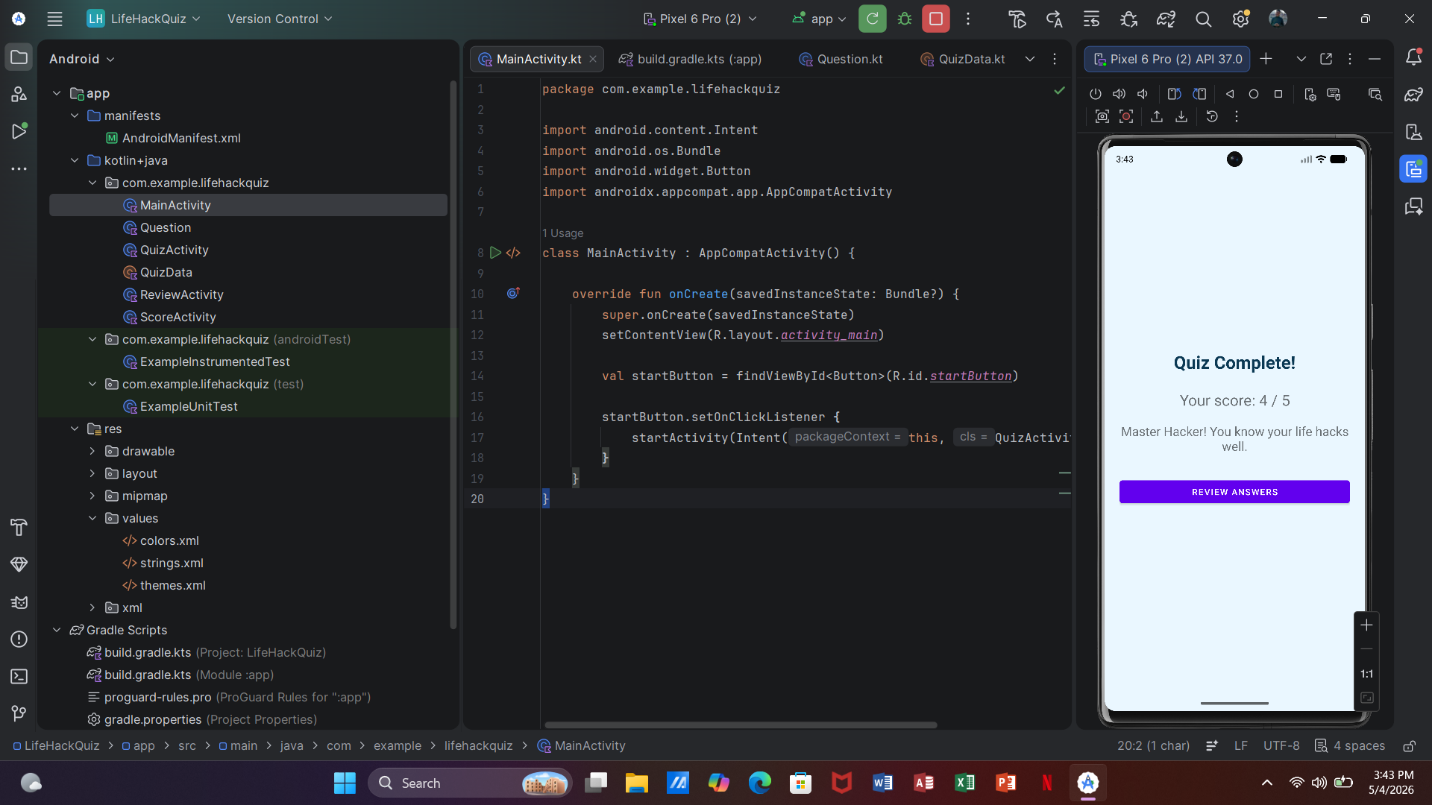 LH LifeHackQuiz Version Control Pixel 6 Pro (2) app
Android
app
manifests
AndroidManifest.xml
kotlin+java
com.example.lifehackquiz
MainActivity
Question
QuizActivity
QuizData
ReviewActivity
ScoreActivity
com.example.lifehackquiz (androidTest)
ExampleInstrumentedTest
com.example.lifehackquiz (test)
ExampleUnitTest
res
drawable
layout
mipmap
values
colors.xml
strings.xml
themes.xml
xml
Gradle Scripts
build.gradle.kts (Project: LifeHackQuiz)
build.gradle.kts (Module :app)
proguard-rules.pro (ProGuard Rules for ":app")
gradle.properties (Project Properties)
MainActivity.kt build.gradle.kts (:app) Question.kt QuizData.kt
1 package com.example.lifehackquiz
2
3 import android.content.Intent
4 import android.os.Bundle
5 import android.widget.Button
6 import androidx.appcompat.app.AppCompatActivity
7
1 Usage
8 class MainActivity : AppCompatActivity() {
9
10 override fun onCreate(savedInstanceState: Bundle?) {
11 super.onCreate(savedInstanceState)
12 setContentView(R.layout.activity_main)
13
14 val startButton = findViewById<Button>(R.id.startButton)
15
16 startButton.setOnClickListener {
17 startActivity(Intent( packageContext = this, cls = QuizActivit
18 }
19 }
20 }
Pixel 6 Pro (2) API 37.0
3:43
Quiz Complete!
Your score: 4 / 5
Master Hacker! You know your life hacks
well.
REVIEW ANSWERS
1:1
LifeHackQuiz > app > src > main > java > com > example > lifehackquiz > MainActivity
20:2 (1 char) LF UTF-8 4 spaces
Search
3:43 PM
5/4/2026